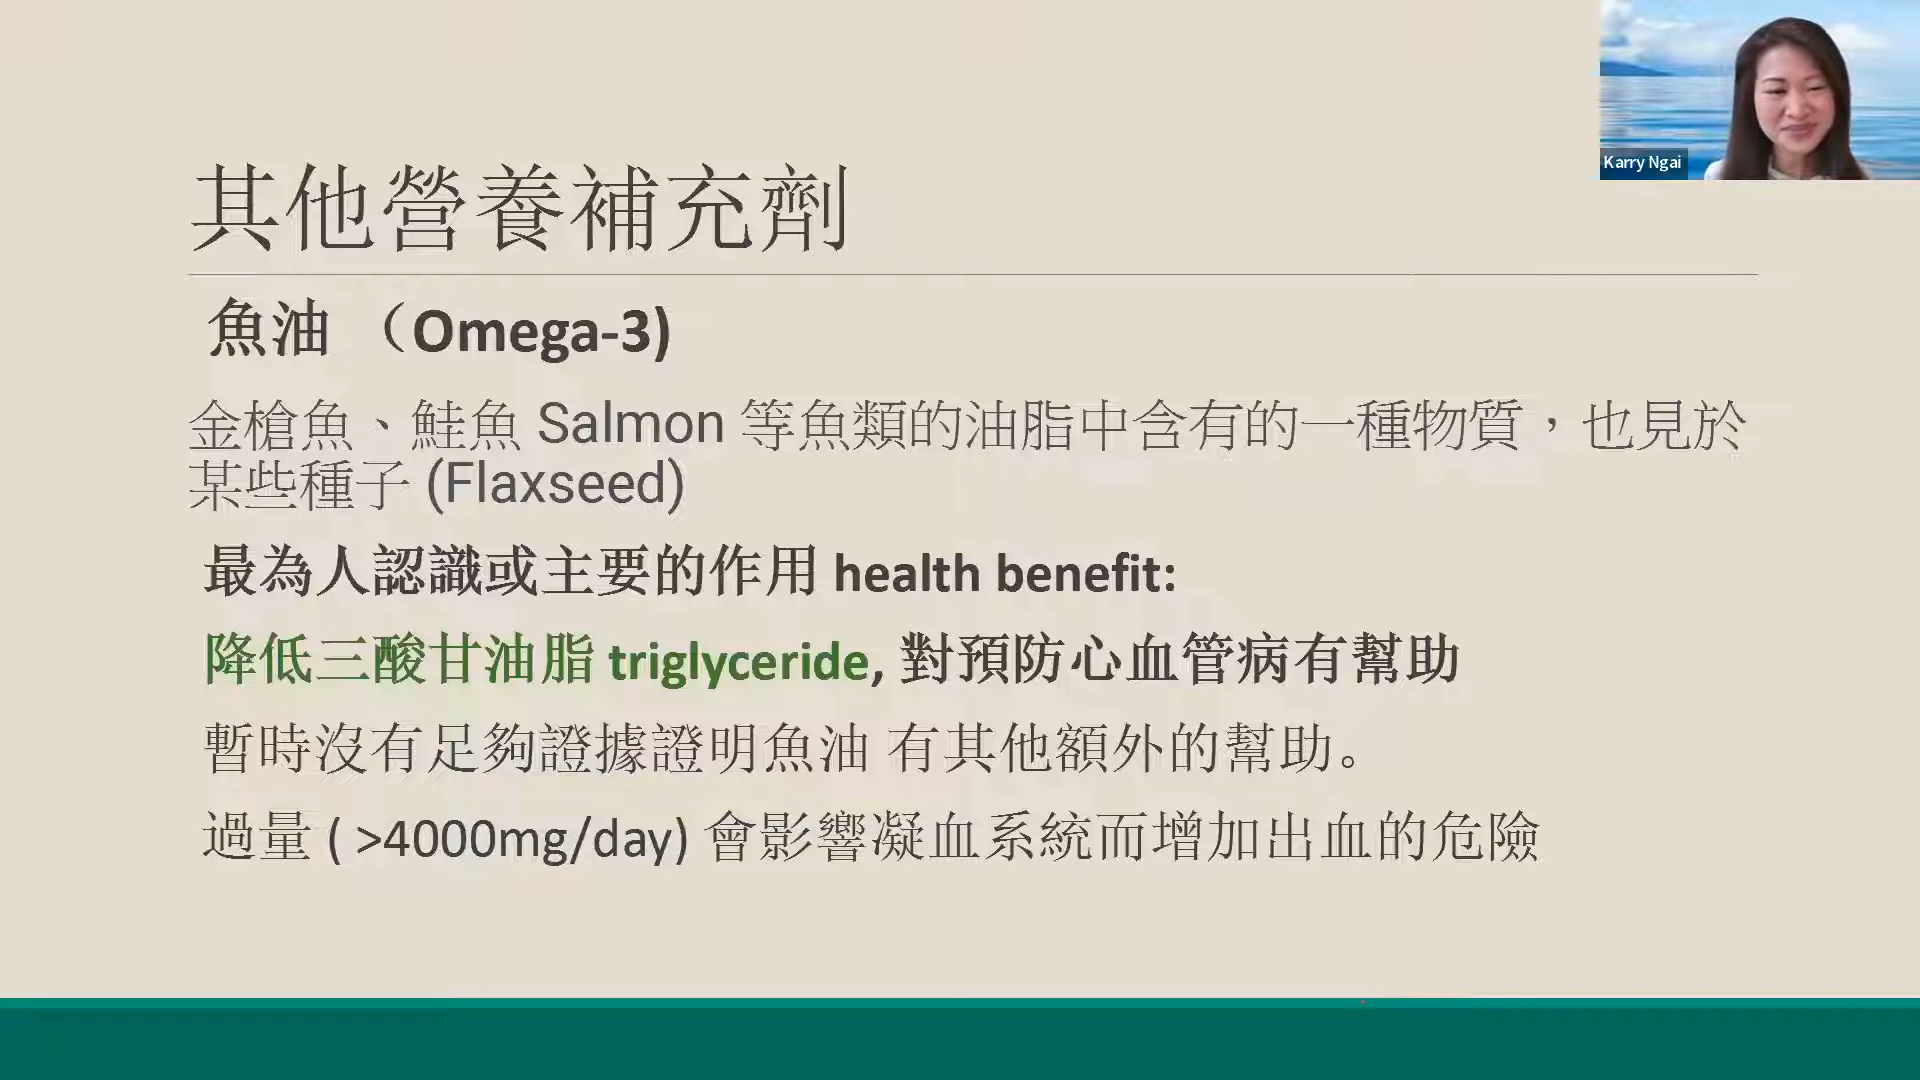 Karry Ngai
其他營養補充劑
魚油 （Omega-3)
金槍魚、鮭魚 Salmon 等魚類的油脂中含有的一種物質，也見於
某些種子 (Flaxseed)
最為人認識或主要的作用 health benefit:
降低三酸甘油脂 triglyceride, 對預防心血管病有幫助
暫時沒有足夠證據證明魚油 有其他額外的幫助。
過量 ( >4000mg/day) 會影響凝血系統而增加出血的危險